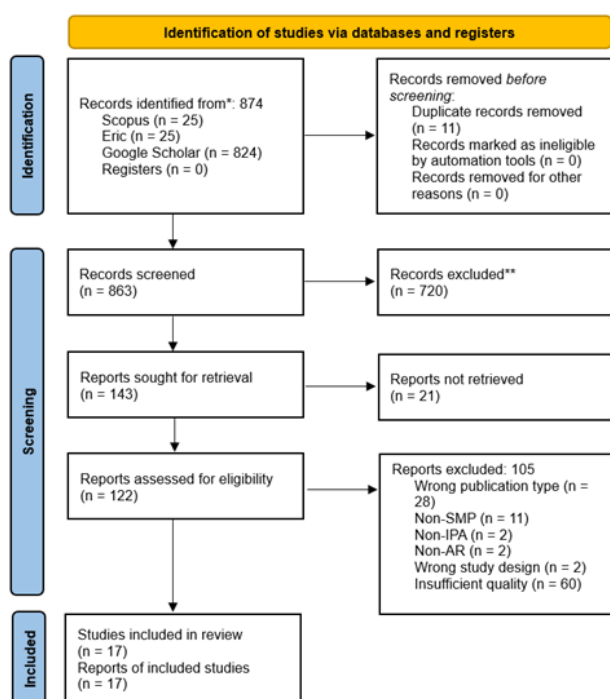 Identification of studies via databases and registers
Identification
Records identified from*: 874
Scopus (n = 25)
Eric (n = 25)
Google Scholar (n = 824)
Registers (n = 0)
Records removed before
screening:
Duplicate records removed
(n = 11)
Records marked as ineligible
by automation tools (n = 0)
Records removed for other
reasons (n = 0)
Screening
Records screened
(n = 863)
Records excluded**
(n = 720)
Reports sought for retrieval
(n = 143)
Reports not retrieved
(n = 21)
Reports assessed for eligibility
(n = 122)
Reports excluded: 105
Wrong publication type (n =
28)
Non-SMP (n = 11)
Non-IPA (n = 2)
Non-AR (n = 2)
Wrong study design (n = 2)
Insufficient quality (n = 60)
Included
Studies included in review
(n = 17)
Reports of included studies
(n = 17)